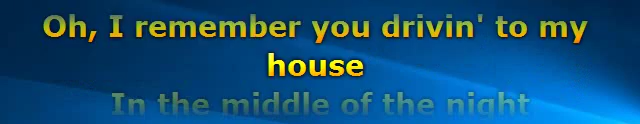 Oh, I remember you drivin' to my
house
In the middle of the night